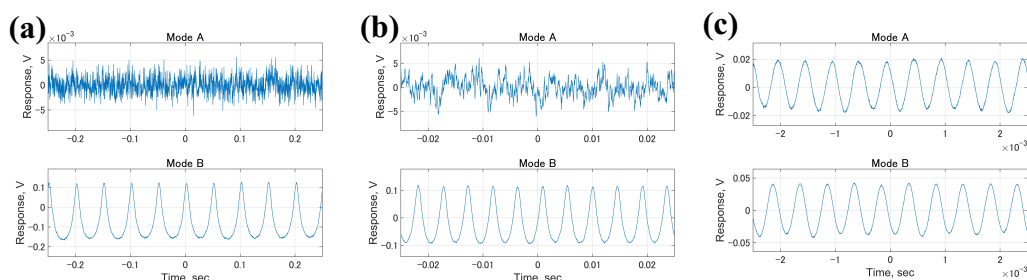 (a)
×10⁻³
Mode A
Response, V
5
0
−5
−0.2
−0.1
0
0.1
0.2
Mode B
Response, V
0.1
0
−0.1
−0.2
−0.2
−0.1
0
0.1
0.2
Time, sec
(b)
×10⁻³
Mode A
Response, V
5
0
−5
−0.02
−0.01
0
0.01
0.02
Mode B
Response, V
0.1
0
−0.1
−0.02
−0.01
0
0.01
0.02
Time, sec
(c)
Mode A
Response, V
0.02
0
−0.02
−2
−1
0
1
2
×10⁻³
Mode B
Response, V
0.05
0
−0.05
−2
−1
0
1
2
Time, sec
×10⁻³